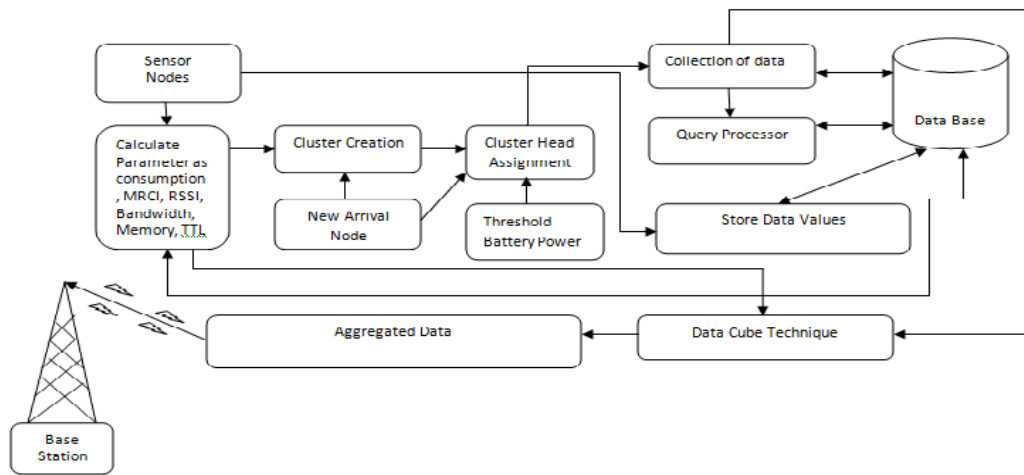 Sensor
Nodes
Collection of data
Data Base
Calculate
Parameter as
consumption
, MRCI, RSSI,
Bandwidth,
Memory, TTL
Cluster Creation
Cluster Head
Assignment
Query Processor
New Arrival
Node
Threshold
Battery Power
Store Data Values
Aggregated Data
Data Cube Technique
Base
Station